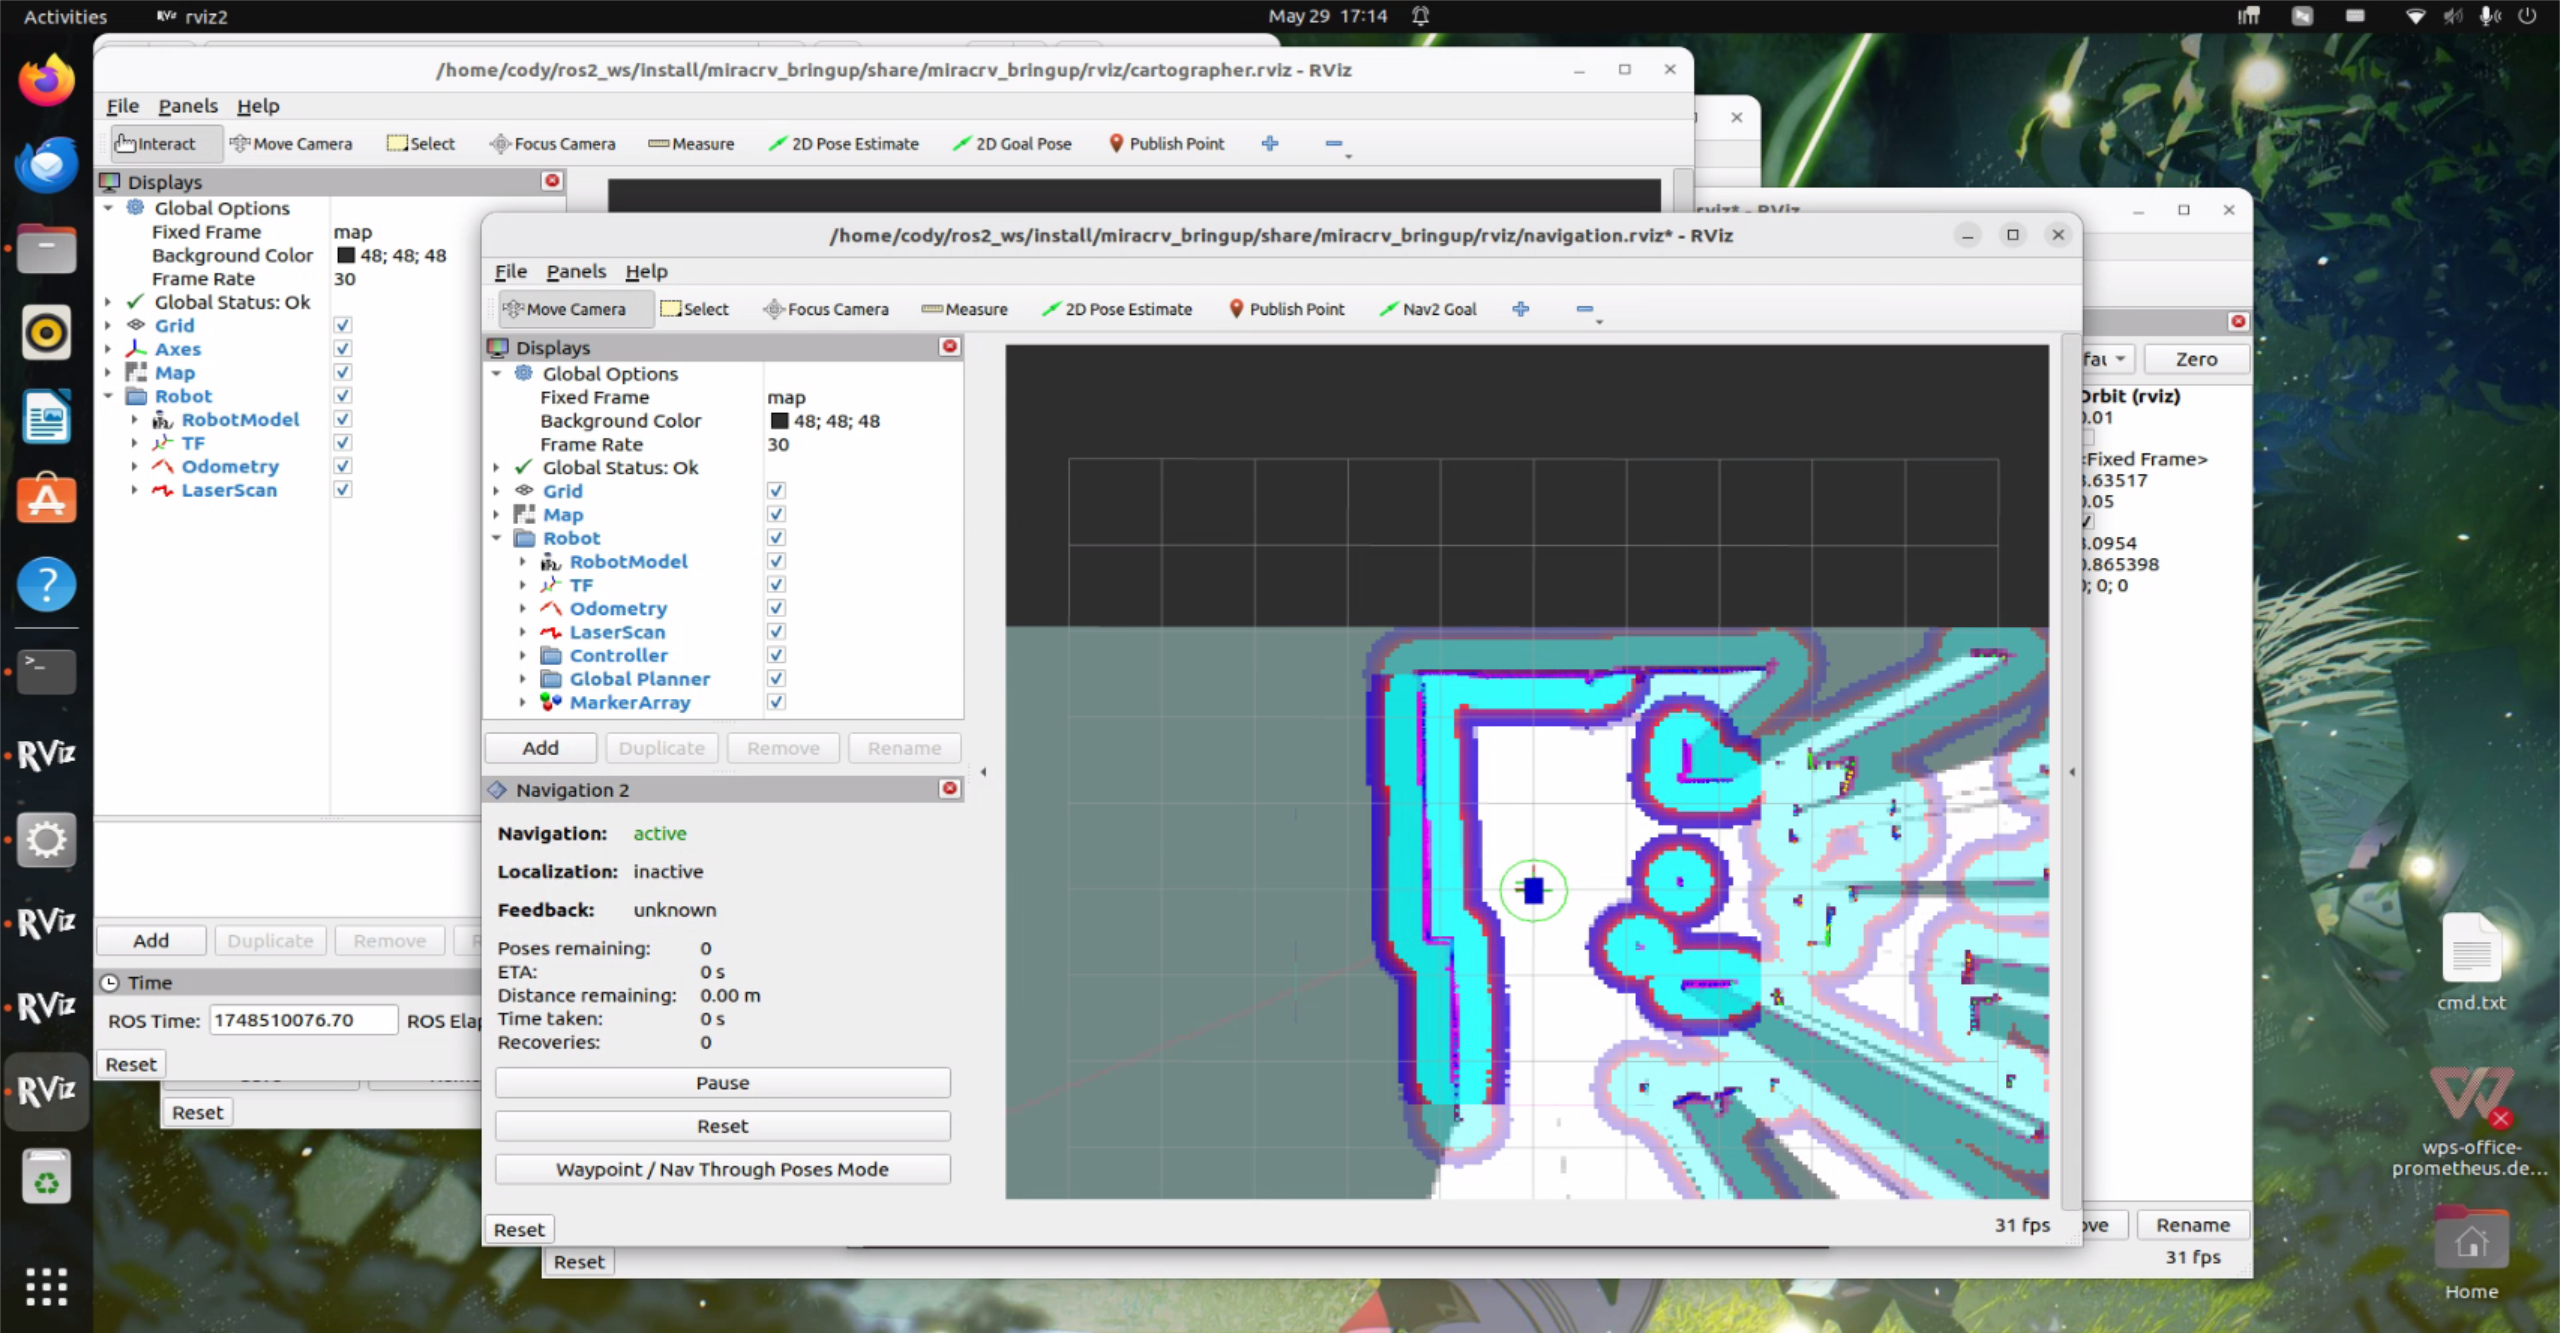 Activities
rviz2
May 29 17:14
/home/cody/ros2_ws/install/miracrv_bringup/share/miracrv_bringup/rviz/cartographer.rviz - RViz
File Panels Help
Interact Move Camera Select Focus Camera Measure 2D Pose Estimate 2D Goal Pose Publish Point
Displays
Global Options
Fixed Frame map
Background Color 48; 48; 48
Frame Rate 30
Global Status: Ok
Grid
Axes
Map
Robot
RobotModel
TF
Odometry
LaserScan
Add Duplicate Remove
Time
ROS Time: 1748510076.70 ROS Elap
Reset
Reset
/home/cody/ros2_ws/install/miracrv_bringup/share/miracrv_bringup/rviz/navigation.rviz* - RViz
File Panels Help
Move Camera Select Focus Camera Measure 2D Pose Estimate Publish Point Nav2 Goal
Displays
Global Options
Fixed Frame map
Background Color 48; 48; 48
Frame Rate 30
Global Status: Ok
Grid
Map
Robot
RobotModel
TF
Odometry
LaserScan
Controller
Global Planner
MarkerArray
Add Duplicate Remove Rename
Navigation 2
Navigation: active
Localization: inactive
Feedback: unknown
Poses remaining: 0
ETA: 0 s
Distance remaining: 0.00 m
Time taken: 0 s
Recoveries: 0
Pause
Reset
Waypoint / Nav Through Poses Mode
Reset
31 fps
Reset
rviz* - RViz
Zero
Orbit (rviz)
0.01
<Fixed Frame>
0.05
0.865398
0; 0; 0
Rename
31 fps
RViz
RViz
RViz
RViz
cmd.txt
wps-office-
prometheus.de...
Home